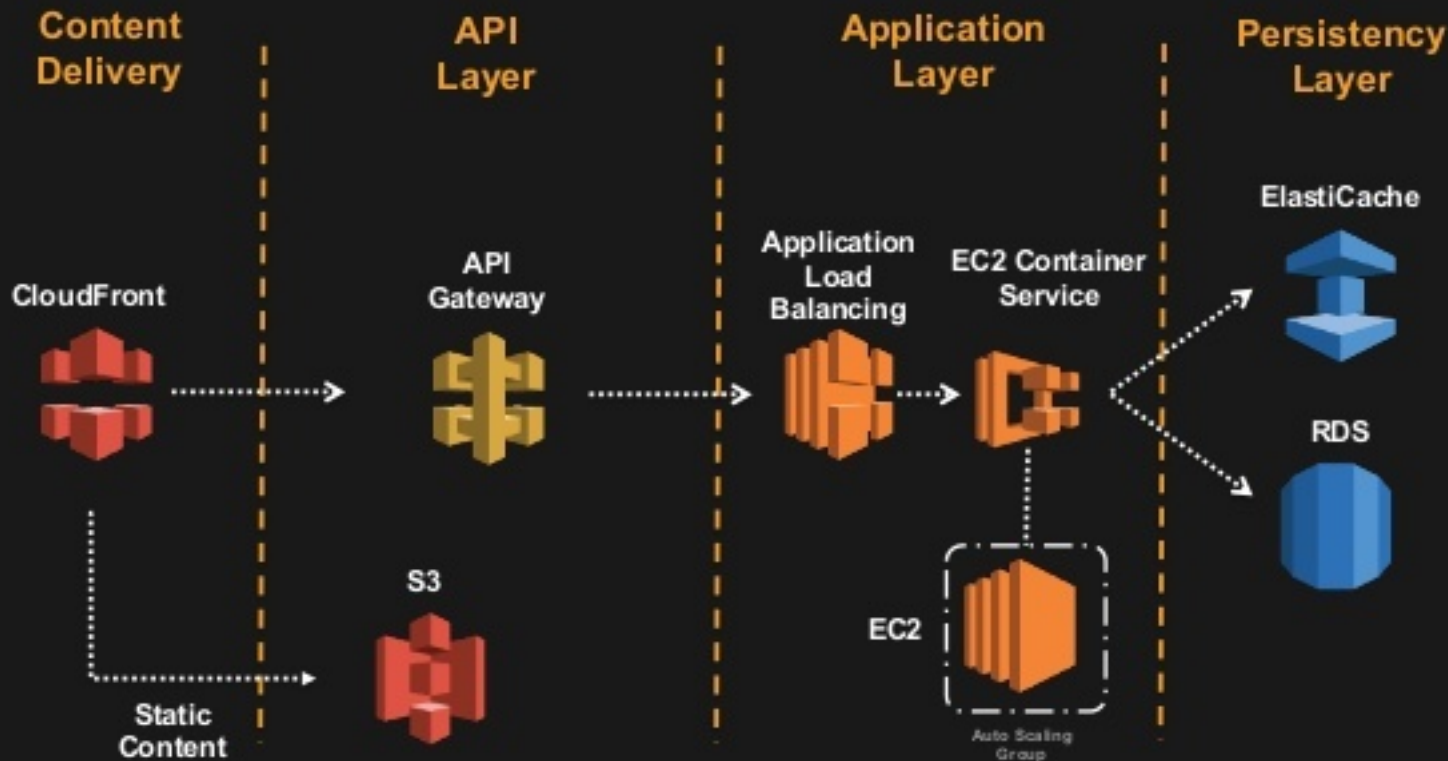 Content
Delivery
API
Layer
Application
Layer
Persistency
Layer
CloudFront
API
Gateway
Application
Load
Balancing
EC2 Container
Service
ElastiCache
RDS
S3
EC2
Static
Content
Auto Scaling
Group